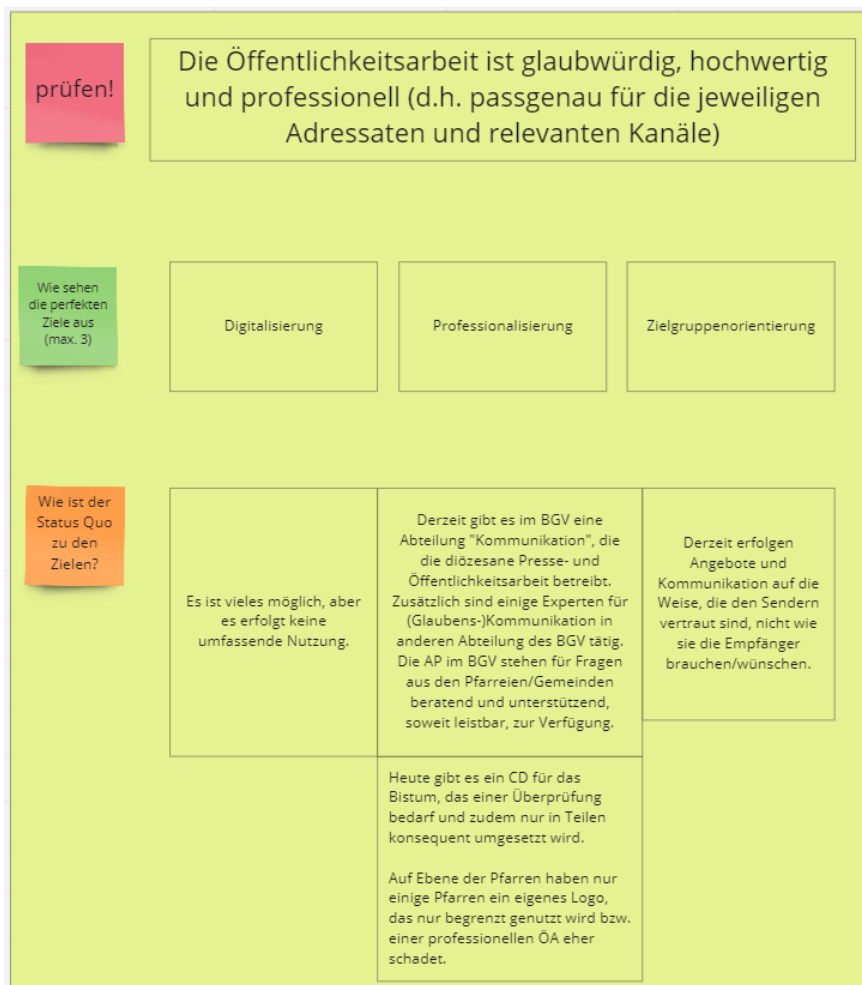 prüfen!
Die Öffentlichkeitsarbeit ist glaubwürdig, hochwertig
und professionell (d.h. passgenau für die jeweiligen
Adressaten und relevanten Kanäle)
Wie sehen
die perfekten
Ziele aus
(max. 3)
Digitalisierung
Professionalisierung
Zielgruppenorientierung
Wie ist der
Status Quo
zu den
Zielen?
Es ist vieles möglich, aber
es erfolgt keine
umfassende Nutzung.
Derzeit gibt es im BGV eine
Abteilung "Kommunikation", die
die diözesane Presse- und
Öffentlichkeitsarbeit betreibt.
Zusätzlich sind einige Experten für
(Glaubens-)Kommunikation in
anderen Abteilung des BGV tätig.
Die AP im BGV stehen für Fragen
aus den Pfarreien/Gemeinden
beratend und unterstützend,
soweit leistbar, zur Verfügung.
Derzeit erfolgen
Angebote und
Kommunikation auf die
Weise, die den Sendern
vertraut sind, nicht wie
sie die Empfänger
brauchen/wünschen.
Heute gibt es ein CD für das
Bistum, das einer Überprüfung
bedarf und zudem nur in Teilen
konsequent umgesetzt wird.
Auf Ebene der Pfarren haben nur
einige Pfarren ein eigenes Logo,
das nur begrenzt genutzt wird bzw.
einer professionellen ÖA eher
schadet.